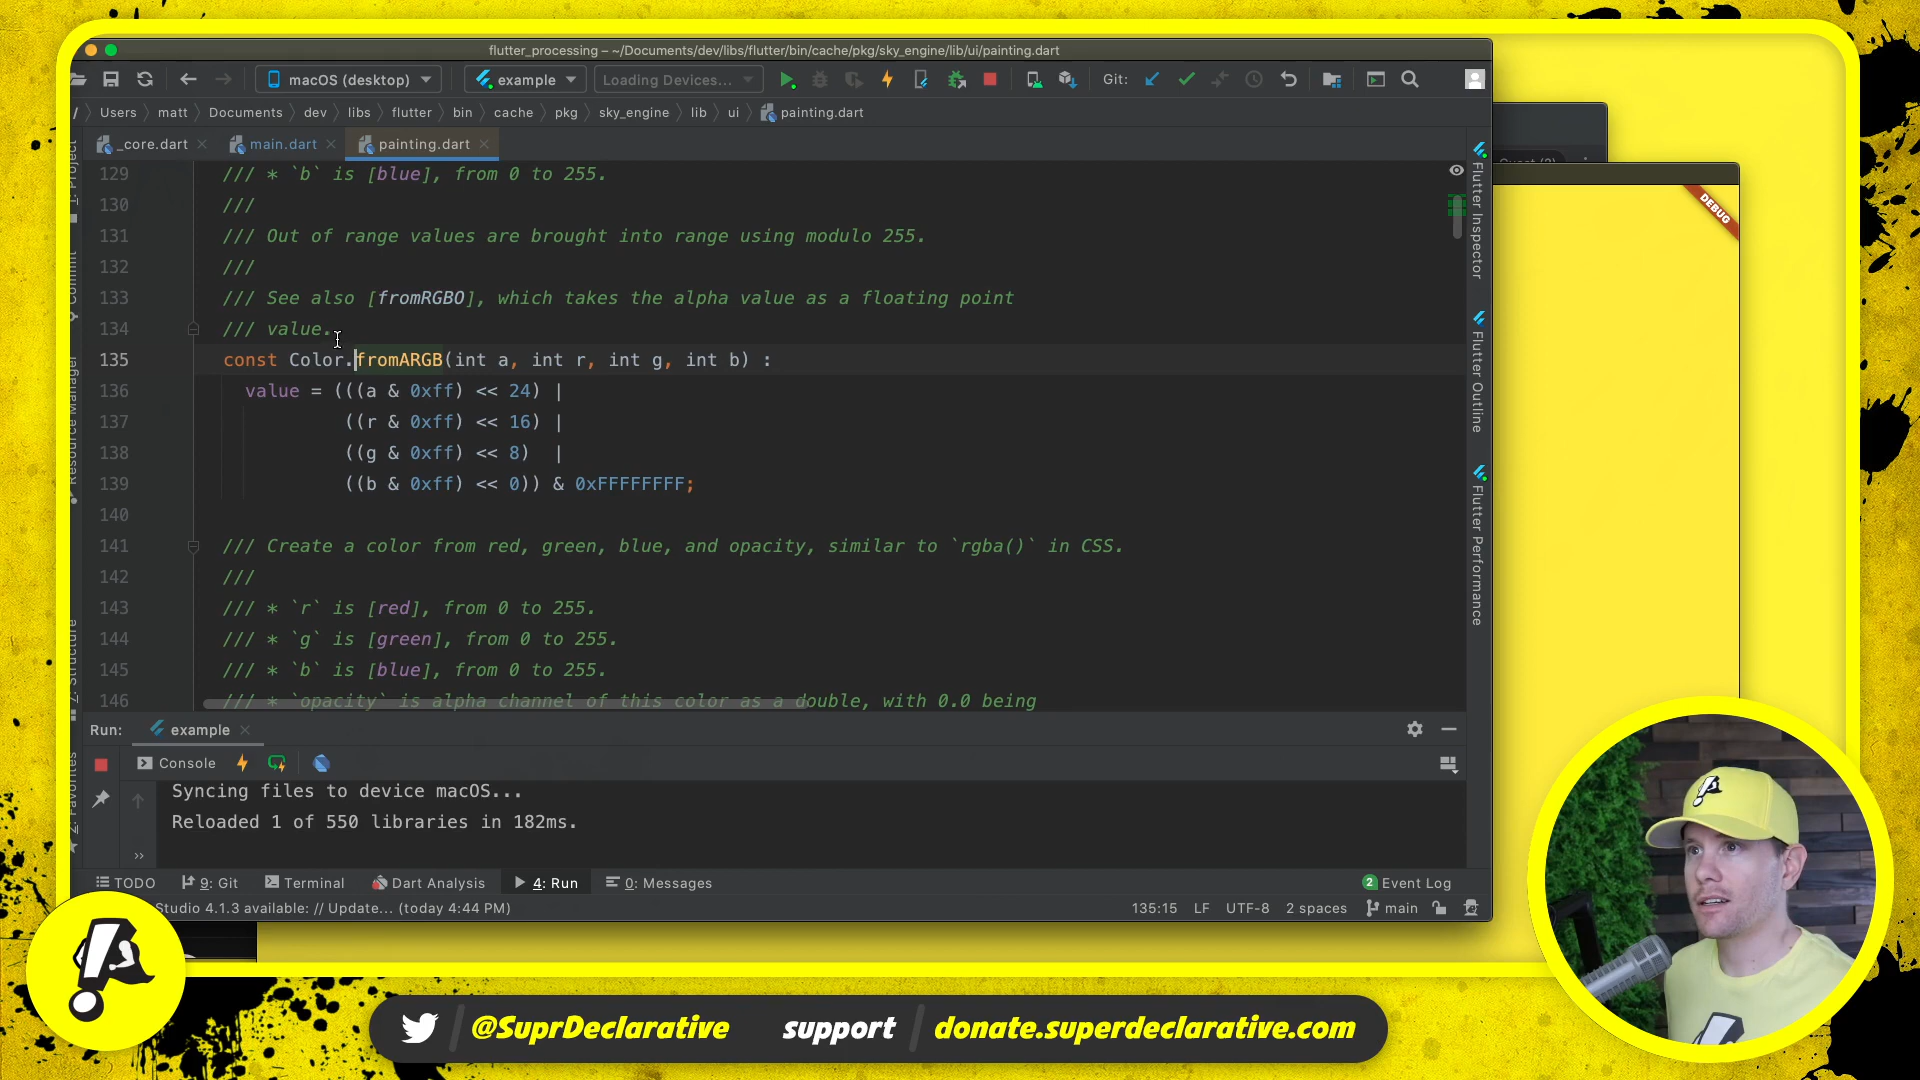 flutter_processing – ~/Documents/dev/libs/flutter/bin/cache/pkg/sky_engine/lib/ui/painting.dart
macOS (desktop) example Loading Devices... Git:
/ Users matt Documents dev libs flutter bin cache pkg sky_engine lib ui painting.dart
_core.dart main.dart painting.dart
129 /// * `b` is [blue], from 0 to 255.
130 ///
131 /// Out of range values are brought into range using modulo 255.
132 ///
133 /// See also [fromRGBO], which takes the alpha value as a floating point
134 /// value.
135 const Color.fromARGB(int a, int r, int g, int b) :
136 value = (((a & 0xff) << 24) |
137 ((r & 0xff) << 16) |
138 ((g & 0xff) << 8) |
139 ((b & 0xff) << 0)) & 0xFFFFFFFF;
140
141 /// Create a color from red, green, blue, and opacity, similar to `rgba()` in CSS.
142 ///
143 /// * `r` is [red], from 0 to 255.
144 /// * `g` is [green], from 0 to 255.
145 /// * `b` is [blue], from 0 to 255.
146 /// * `opacity` is alpha channel of this color as a double, with 0.0 being
1: Project
Commit
Resource Manager
Z: Structure
2: Favorites
Flutter Inspector
Flutter Outline
Flutter Performance
DEBUG
Run: example
Console
Syncing files to device macOS...
Reloaded 1 of 550 libraries in 182ms.
»
TODO 9: Git Terminal Dart Analysis 4: Run 0: Messages 2 Event Log
Studio 4.1.3 available: // Update... (today 4:44 PM) 135:15 LF UTF-8 2 spaces main
@SuprDeclarative support donate.superdeclarative.com